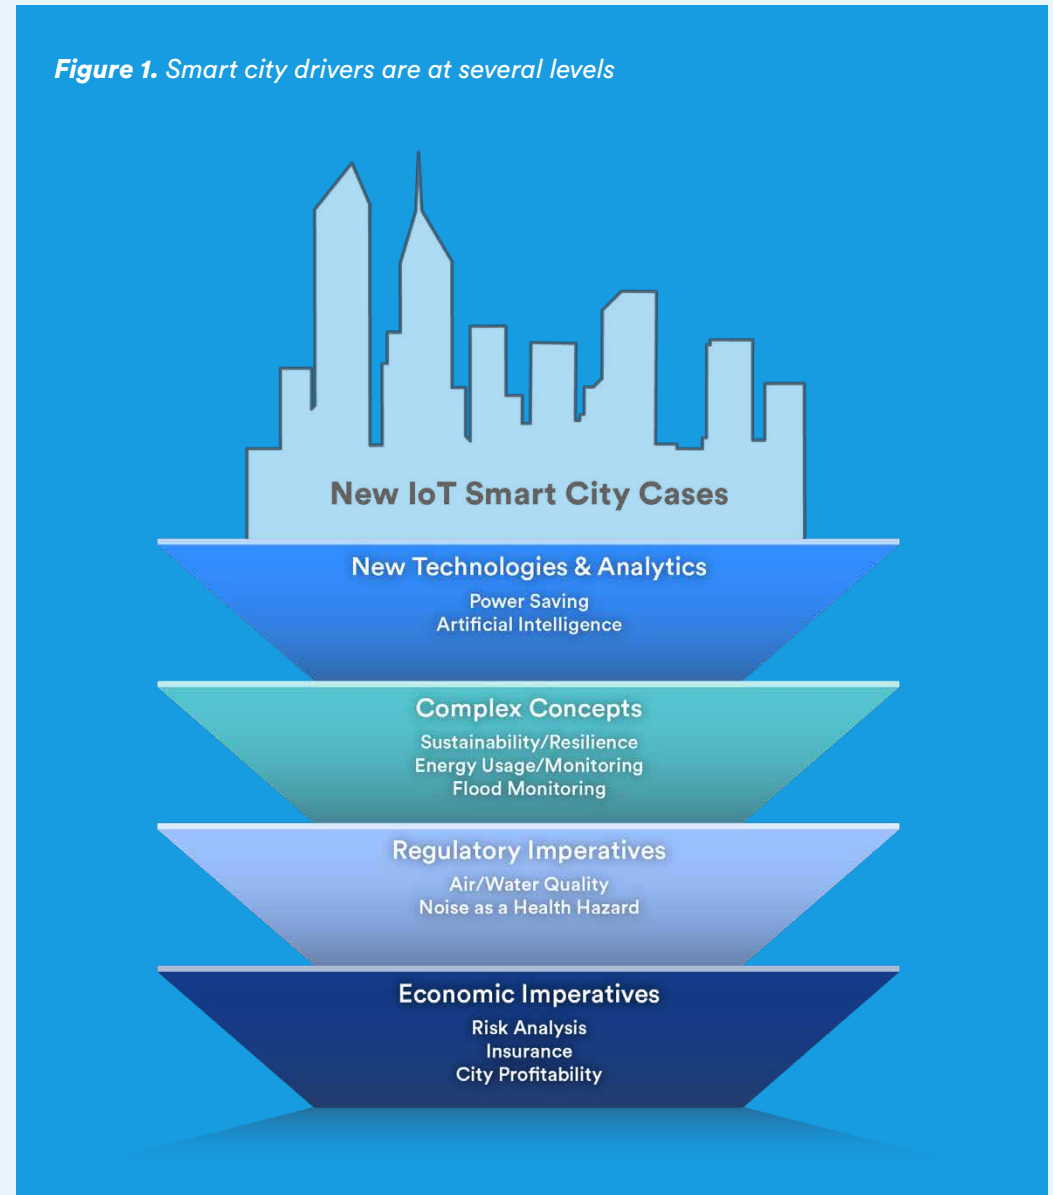 Figure 1. Smart city drivers are at several levels
New IoT Smart City Cases
New Technologies & Analytics
Power Saving
Artificial Intelligence
Complex Concepts
Sustainability/Resilience
Energy Usage/Monitoring
Flood Monitoring
Regulatory Imperatives
Air/Water Quality
Noise as a Health Hazard
Economic Imperatives
Risk Analysis
Insurance
City Profitability